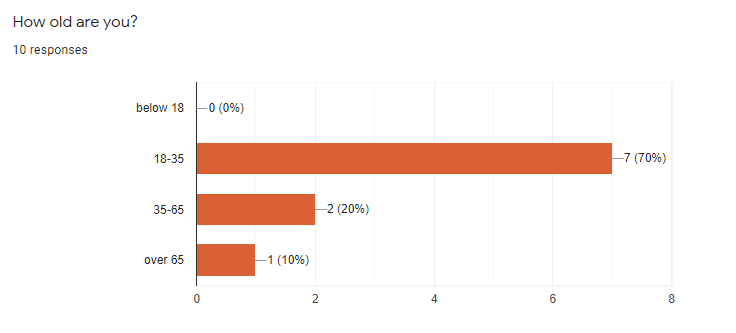 How old are you?
10 responses
below 18 0 (0%)
18-35 7 (70%)
35-65 2 (20%)
over 65 1 (10%)
0 2 4 6 8